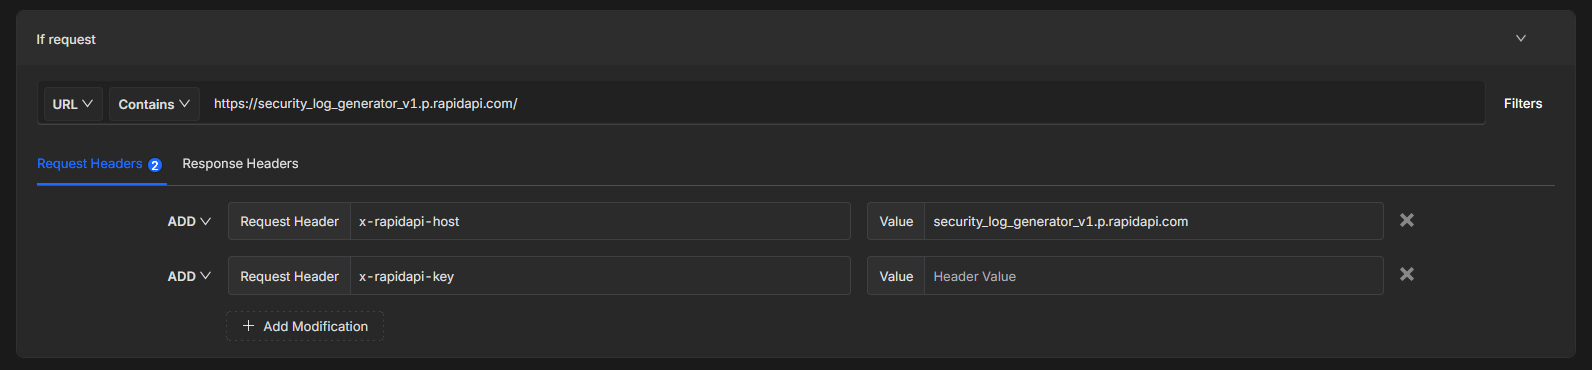 If request
URL Contains https://security_log_generator_v1.p.rapidapi.com/ Filters
Request Headers 2 Response Headers
ADD Request Header x-rapidapi-host Value security_log_generator_v1.p.rapidapi.com
ADD Request Header x-rapidapi-key Value Header Value
+ Add Modification